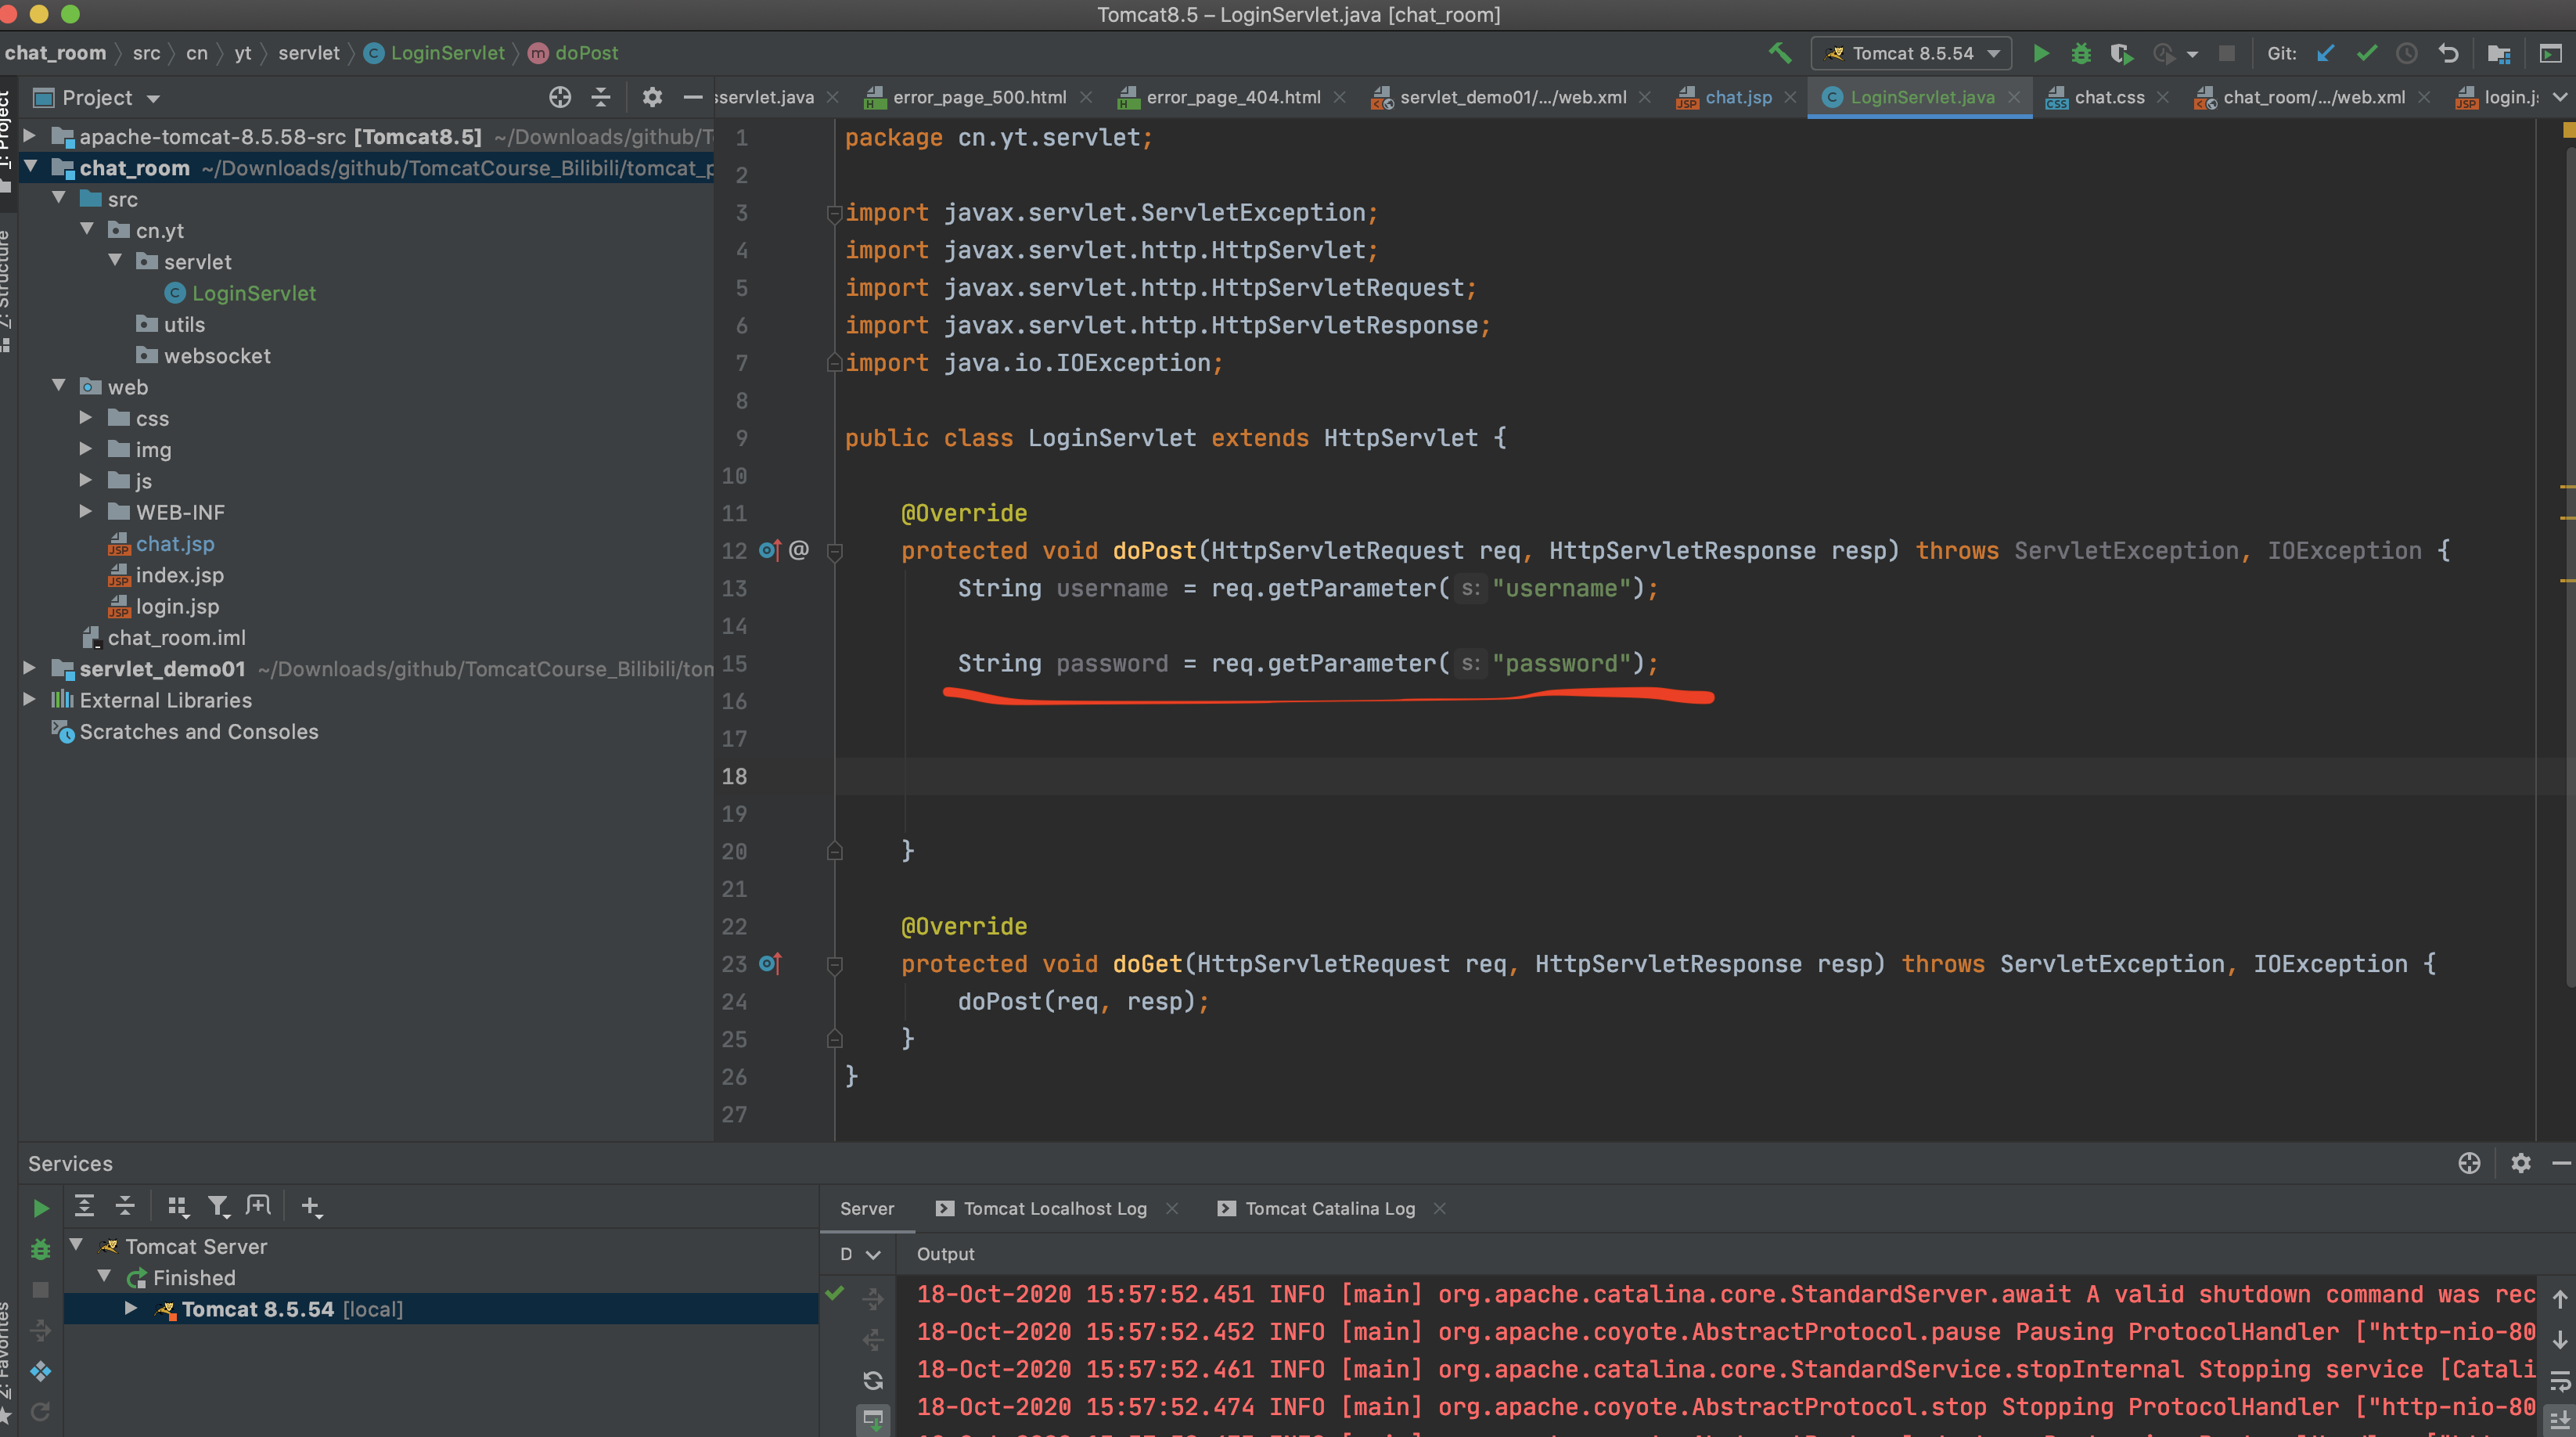 Tomcat8.5 – LoginServlet.java [chat_room]
chat_room src cn yt servlet LoginServlet doPost
Tomcat 8.5.54 Git:
Project
sservlet.java error_page_500.html error_page_404.html servlet_demo01/.../web.xml chat.jsp LoginServlet.java chat.css chat_room/.../web.xml login.j
1: Project
Z: Structure
2: Favorites
apache-tomcat-8.5.58-src [Tomcat8.5] ~/Downloads/github/T
chat_room ~/Downloads/github/TomcatCourse_Bilibili/tomcat_p
src
cn.yt
servlet
LoginServlet
utils
websocket
web
css
img
js
WEB-INF
chat.jsp
index.jsp
login.jsp
chat_room.iml
servlet_demo01 ~/Downloads/github/TomcatCourse_Bilibili/tom
External Libraries
Scratches and Consoles
1 package cn.yt.servlet;
2
3 import javax.servlet.ServletException;
4 import javax.servlet.http.HttpServlet;
5 import javax.servlet.http.HttpServletRequest;
6 import javax.servlet.http.HttpServletResponse;
7 import java.io.IOException;
8
9 public class LoginServlet extends HttpServlet {
10
11 @Override
12 @ protected void doPost(HttpServletRequest req, HttpServletResponse resp) throws ServletException, IOException {
13 String username = req.getParameter( s: "username");
14
15 String password = req.getParameter( s: "password");
16
17
18
19
20 }
21
22 @Override
23 protected void doGet(HttpServletRequest req, HttpServletResponse resp) throws ServletException, IOException {
24 doPost(req, resp);
25 }
26 }
27
Services
Server Tomcat Localhost Log Tomcat Catalina Log
Tomcat Server
Finished
Tomcat 8.5.54 [local]
D Output
18-Oct-2020 15:57:52.451 INFO [main] org.apache.catalina.core.StandardServer.await A valid shutdown command was rec
18-Oct-2020 15:57:52.452 INFO [main] org.apache.coyote.AbstractProtocol.pause Pausing ProtocolHandler ["http-nio-80
18-Oct-2020 15:57:52.461 INFO [main] org.apache.catalina.core.StandardService.stopInternal Stopping service [Catali
18-Oct-2020 15:57:52.474 INFO [main] org.apache.coyote.AbstractProtocol.stop Stopping ProtocolHandler ["http-nio-80